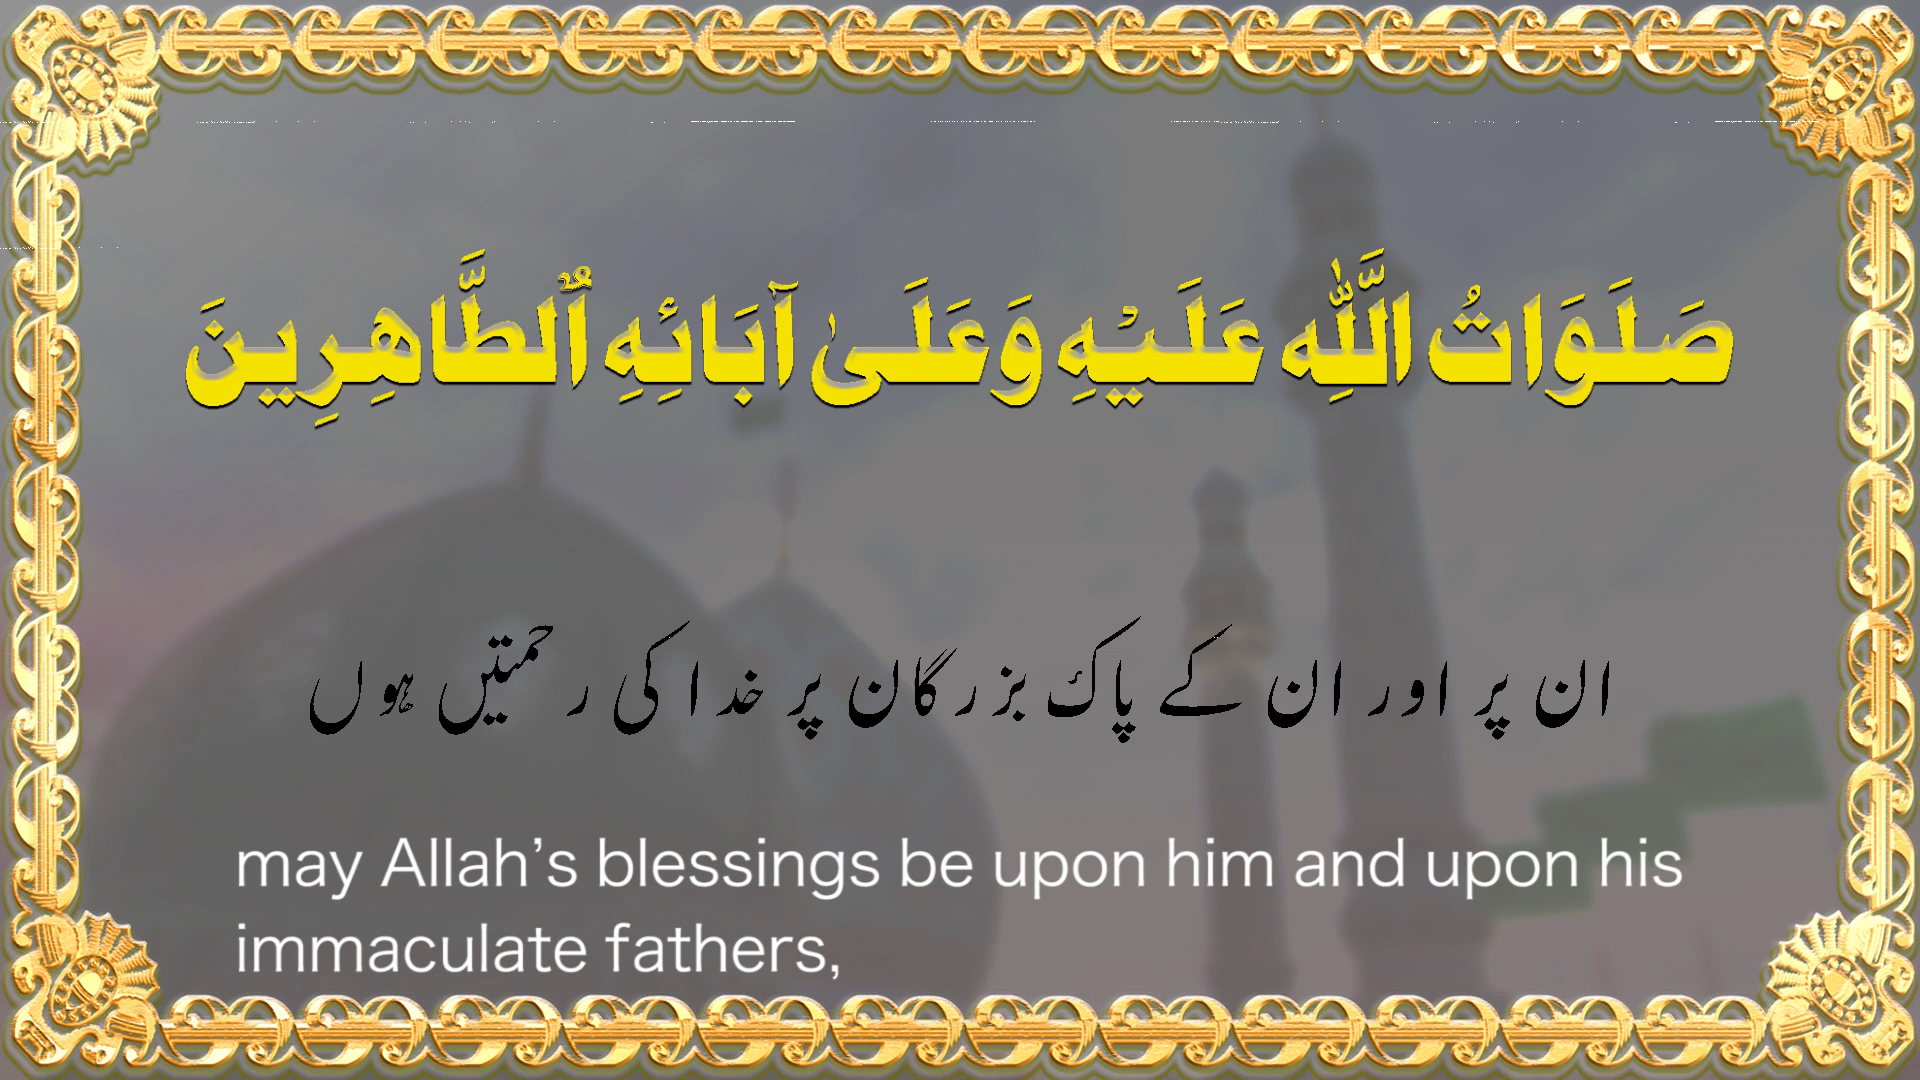 صَلَوَاتُ اللَّهِ عَلَيْهِ وَعَلَىٰ آبَائِهِ ٱلطَّاهِرِينَ
ان پر اور ان کے پاک بزرگان پر خدا کی رحمتیں ہوں
may Allah’s blessings be upon him and upon his
immaculate fathers,